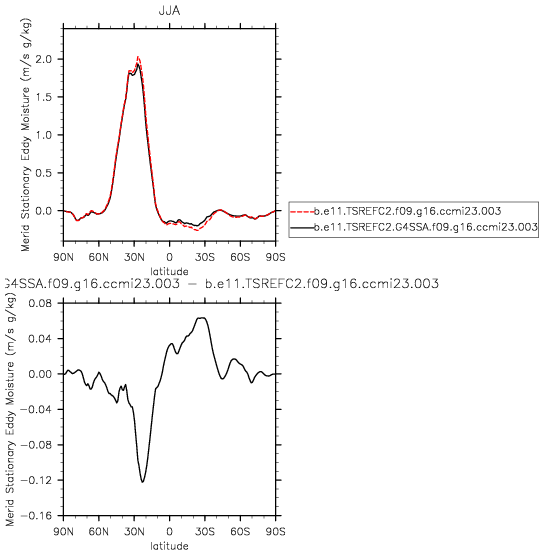 JJA
Merid Stationary Eddy Moisture (m/s g/kg)
2.0
1.5
1.0
0.5
0.0
90N 60N 30N 0 30S 60S 90S
latitude
b.e11.TSREFC2.f09.g16.ccmi23.003
b.e11.TSREFC2.G4SSA.f09.g16.ccmi23.003
G4SSA.f09.g16.ccmi23.003 − b.e11.TSREFC2.f09.g16.ccmi23.003
Merid Stationary Eddy Moisture (m/s g/kg)
0.08
0.04
0.00
−0.04
−0.08
−0.12
−0.16
90N 60N 30N 0 30S 60S 90S
latitude